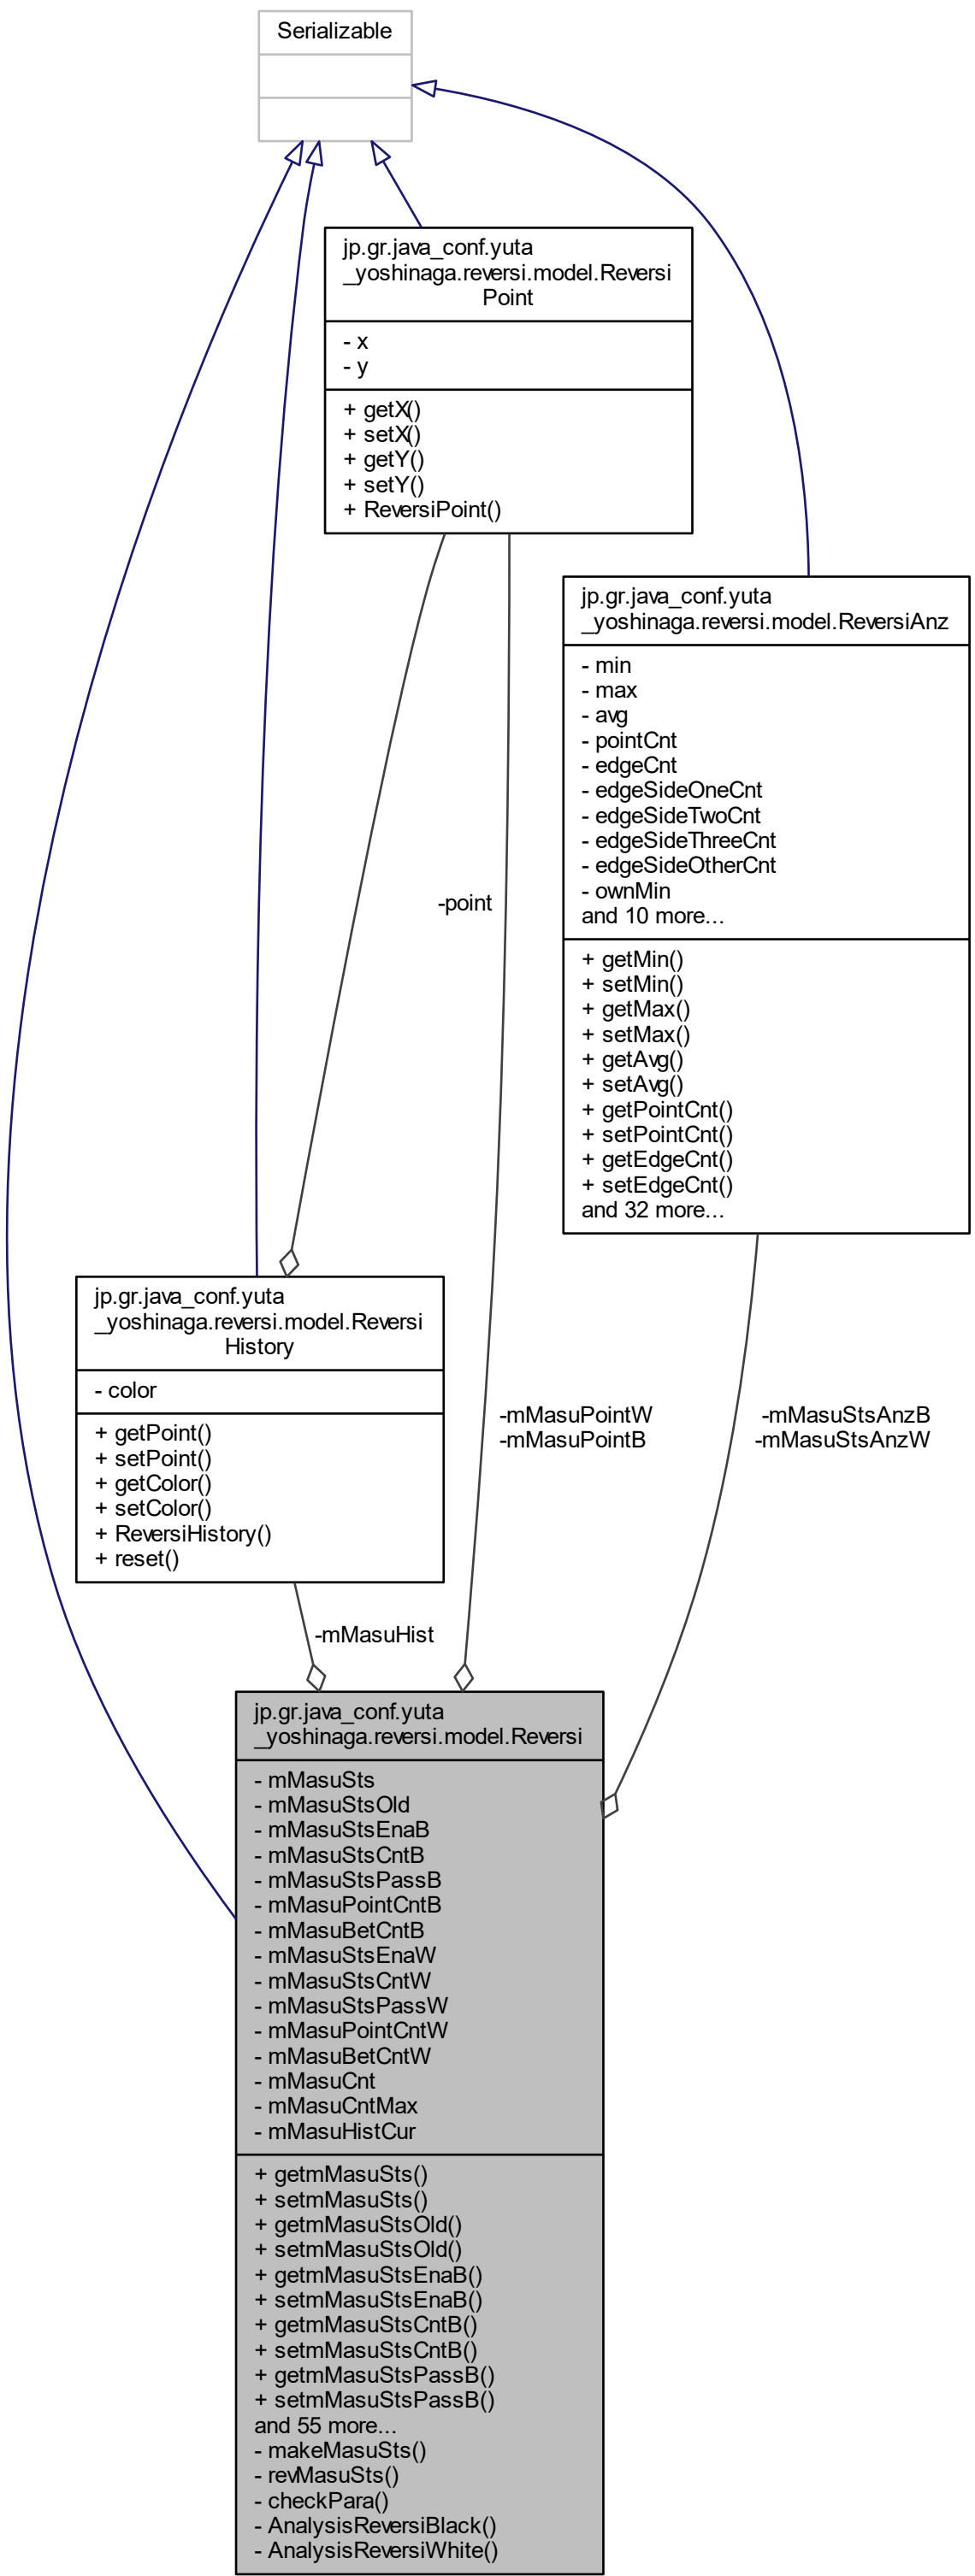 Serializable
jp.gr.java_conf.yuta
_yoshinaga.reversi.model.Reversi
Point
- x
- y
+ getX()
+ setX()
+ getY()
+ setY()
+ ReversiPoint()
jp.gr.java_conf.yuta
_yoshinaga.reversi.model.ReversiAnz
- min
- max
- avg
- pointCnt
- edgeCnt
- edgeSideOneCnt
- edgeSideTwoCnt
- edgeSideThreeCnt
- edgeSideOtherCnt
- ownMin
and 10 more...
+ getMin()
+ setMin()
+ getMax()
+ setMax()
+ getAvg()
+ setAvg()
+ getPointCnt()
+ setPointCnt()
+ getEdgeCnt()
+ setEdgeCnt()
and 32 more...
-point
jp.gr.java_conf.yuta
_yoshinaga.reversi.model.Reversi
History
- color
+ getPoint()
+ setPoint()
+ getColor()
+ setColor()
+ ReversiHistory()
+ reset()
-mMasuPointW
-mMasuPointB
-mMasuStsAnzB
-mMasuStsAnzW
-mMasuHist
jp.gr.java_conf.yuta
_yoshinaga.reversi.model.Reversi
- mMasuSts
- mMasuStsOld
- mMasuStsEnaB
- mMasuStsCntB
- mMasuStsPassB
- mMasuPointCntB
- mMasuBetCntB
- mMasuStsEnaW
- mMasuStsCntW
- mMasuStsPassW
- mMasuPointCntW
- mMasuBetCntW
- mMasuCnt
- mMasuCntMax
- mMasuHistCur
+ getmMasuSts()
+ setmMasuSts()
+ getmMasuStsOld()
+ setmMasuStsOld()
+ getmMasuStsEnaB()
+ setmMasuStsEnaB()
+ getmMasuStsCntB()
+ setmMasuStsCntB()
+ getmMasuStsPassB()
+ setmMasuStsPassB()
and 55 more...
- makeMasuSts()
- revMasuSts()
- checkPara()
- AnalysisReversiBlack()
- AnalysisReversiWhite()